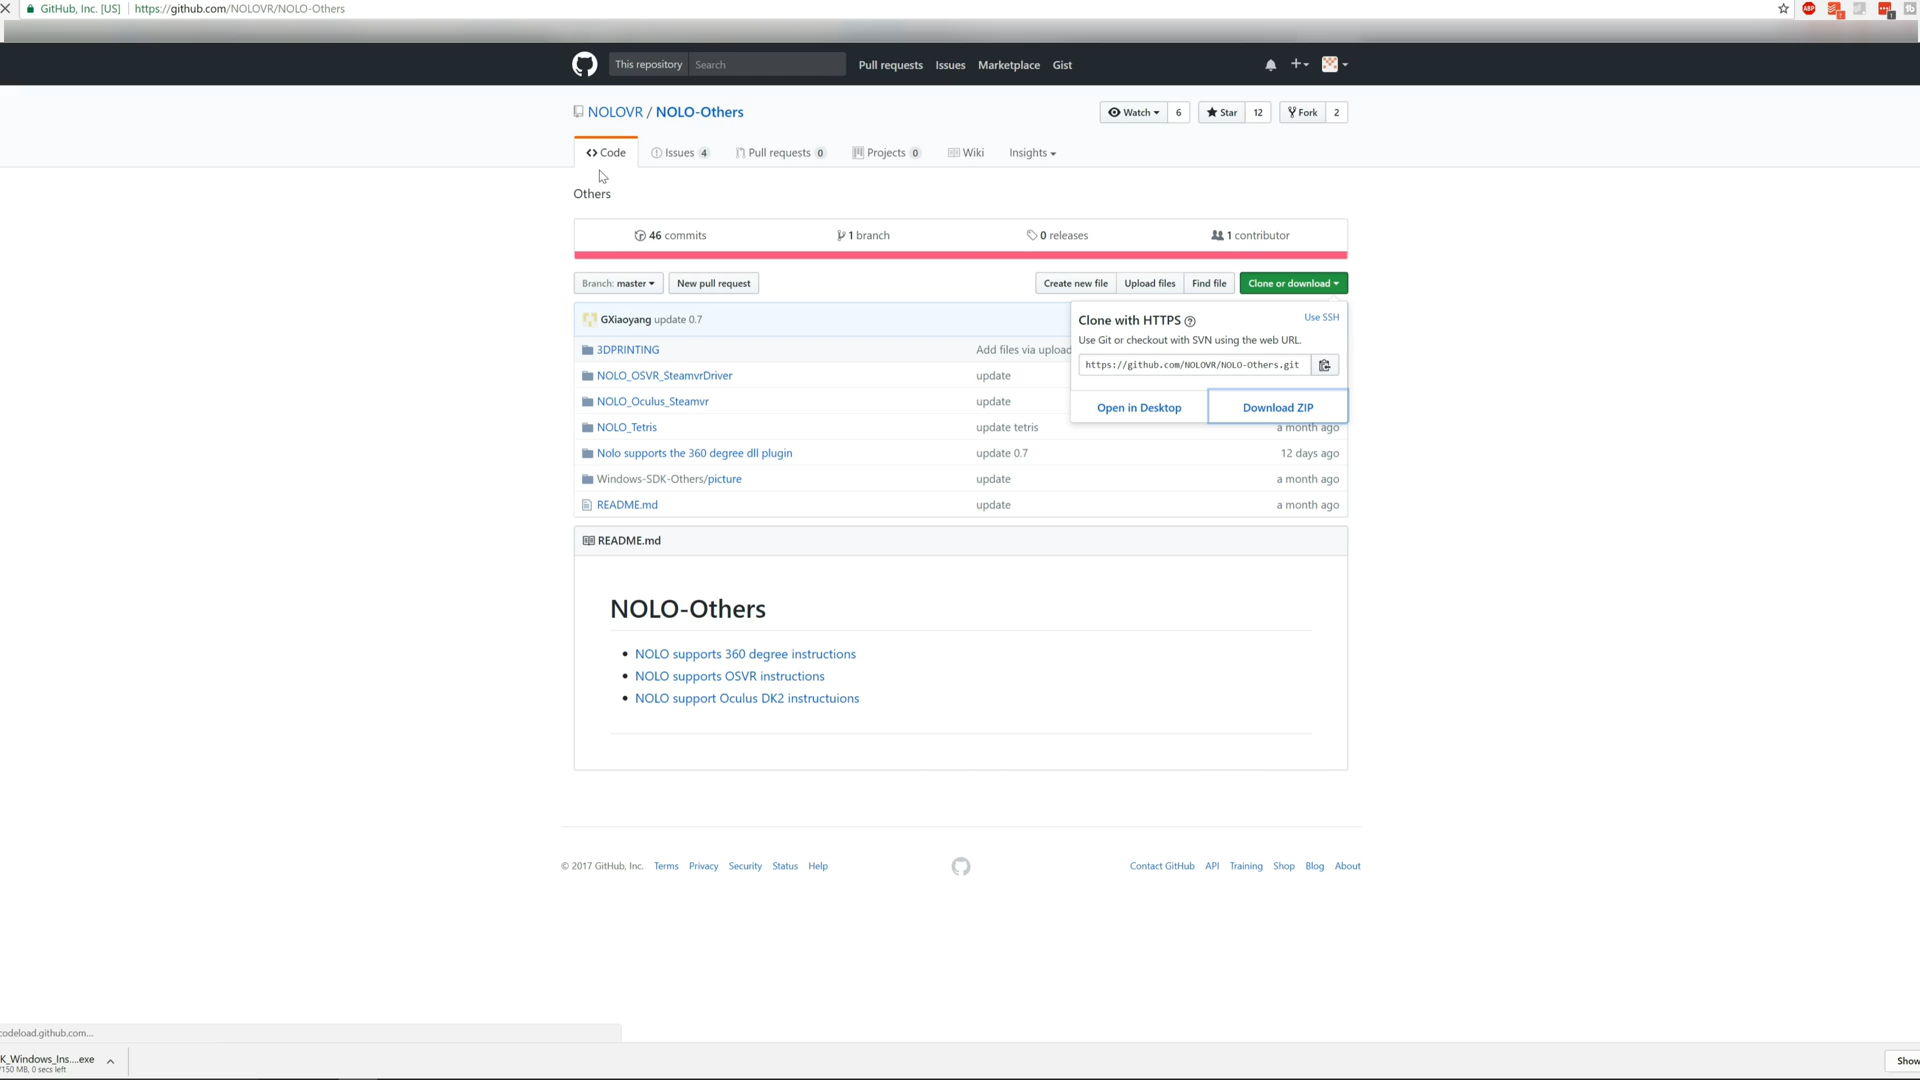 GitHub, Inc. [US] https://github.com/NOLOVR/NOLO-Others
ABP
This repository Search Pull requests Issues Marketplace Gist
NOLOVR / NOLO-Others
Watch 6 Star 12 Fork 2
Code Issues 4 Pull requests 0 Projects 0 Wiki Insights
Others
46 commits 1 branch 0 releases 1 contributor
Branch: master New pull request Create new file Upload files Find file Clone or download
GXiaoyang update 0.7
Clone with HTTPS Use SSH
Use Git or checkout with SVN using the web URL.
https://github.com/NOLOVR/NOLO-Others.git
Open in Desktop Download ZIP
3DPRINTING Add files via upload
NOLO_OSVR_SteamvrDriver update
NOLO_Oculus_Steamvr update
NOLO_Tetris update tetris a month ago
Nolo supports the 360 degree dll plugin update 0.7 12 days ago
Windows-SDK-Others/picture update a month ago
README.md update a month ago
README.md
NOLO-Others
NOLO supports 360 degree instructions
NOLO supports OSVR instructions
NOLO support Oculus DK2 instructuions
© 2017 GitHub, Inc. Terms Privacy Security Status Help Contact GitHub API Training Shop Blog About
codeload.github.com...
K_Windows_Ins....exe
/150 MB, 0 secs left
Show